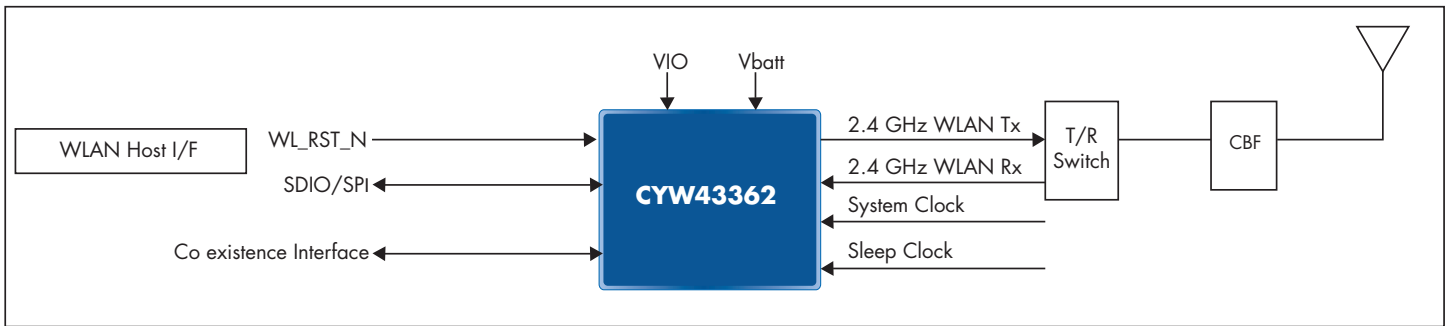 VIO
Vbatt
WLAN Host I/F
WL_RST_N
SDIO/SPI
Co existence Interface
CYW43362
2.4 GHz WLAN Tx
2.4 GHz WLAN Rx
System Clock
Sleep Clock
T/R
Switch
CBF